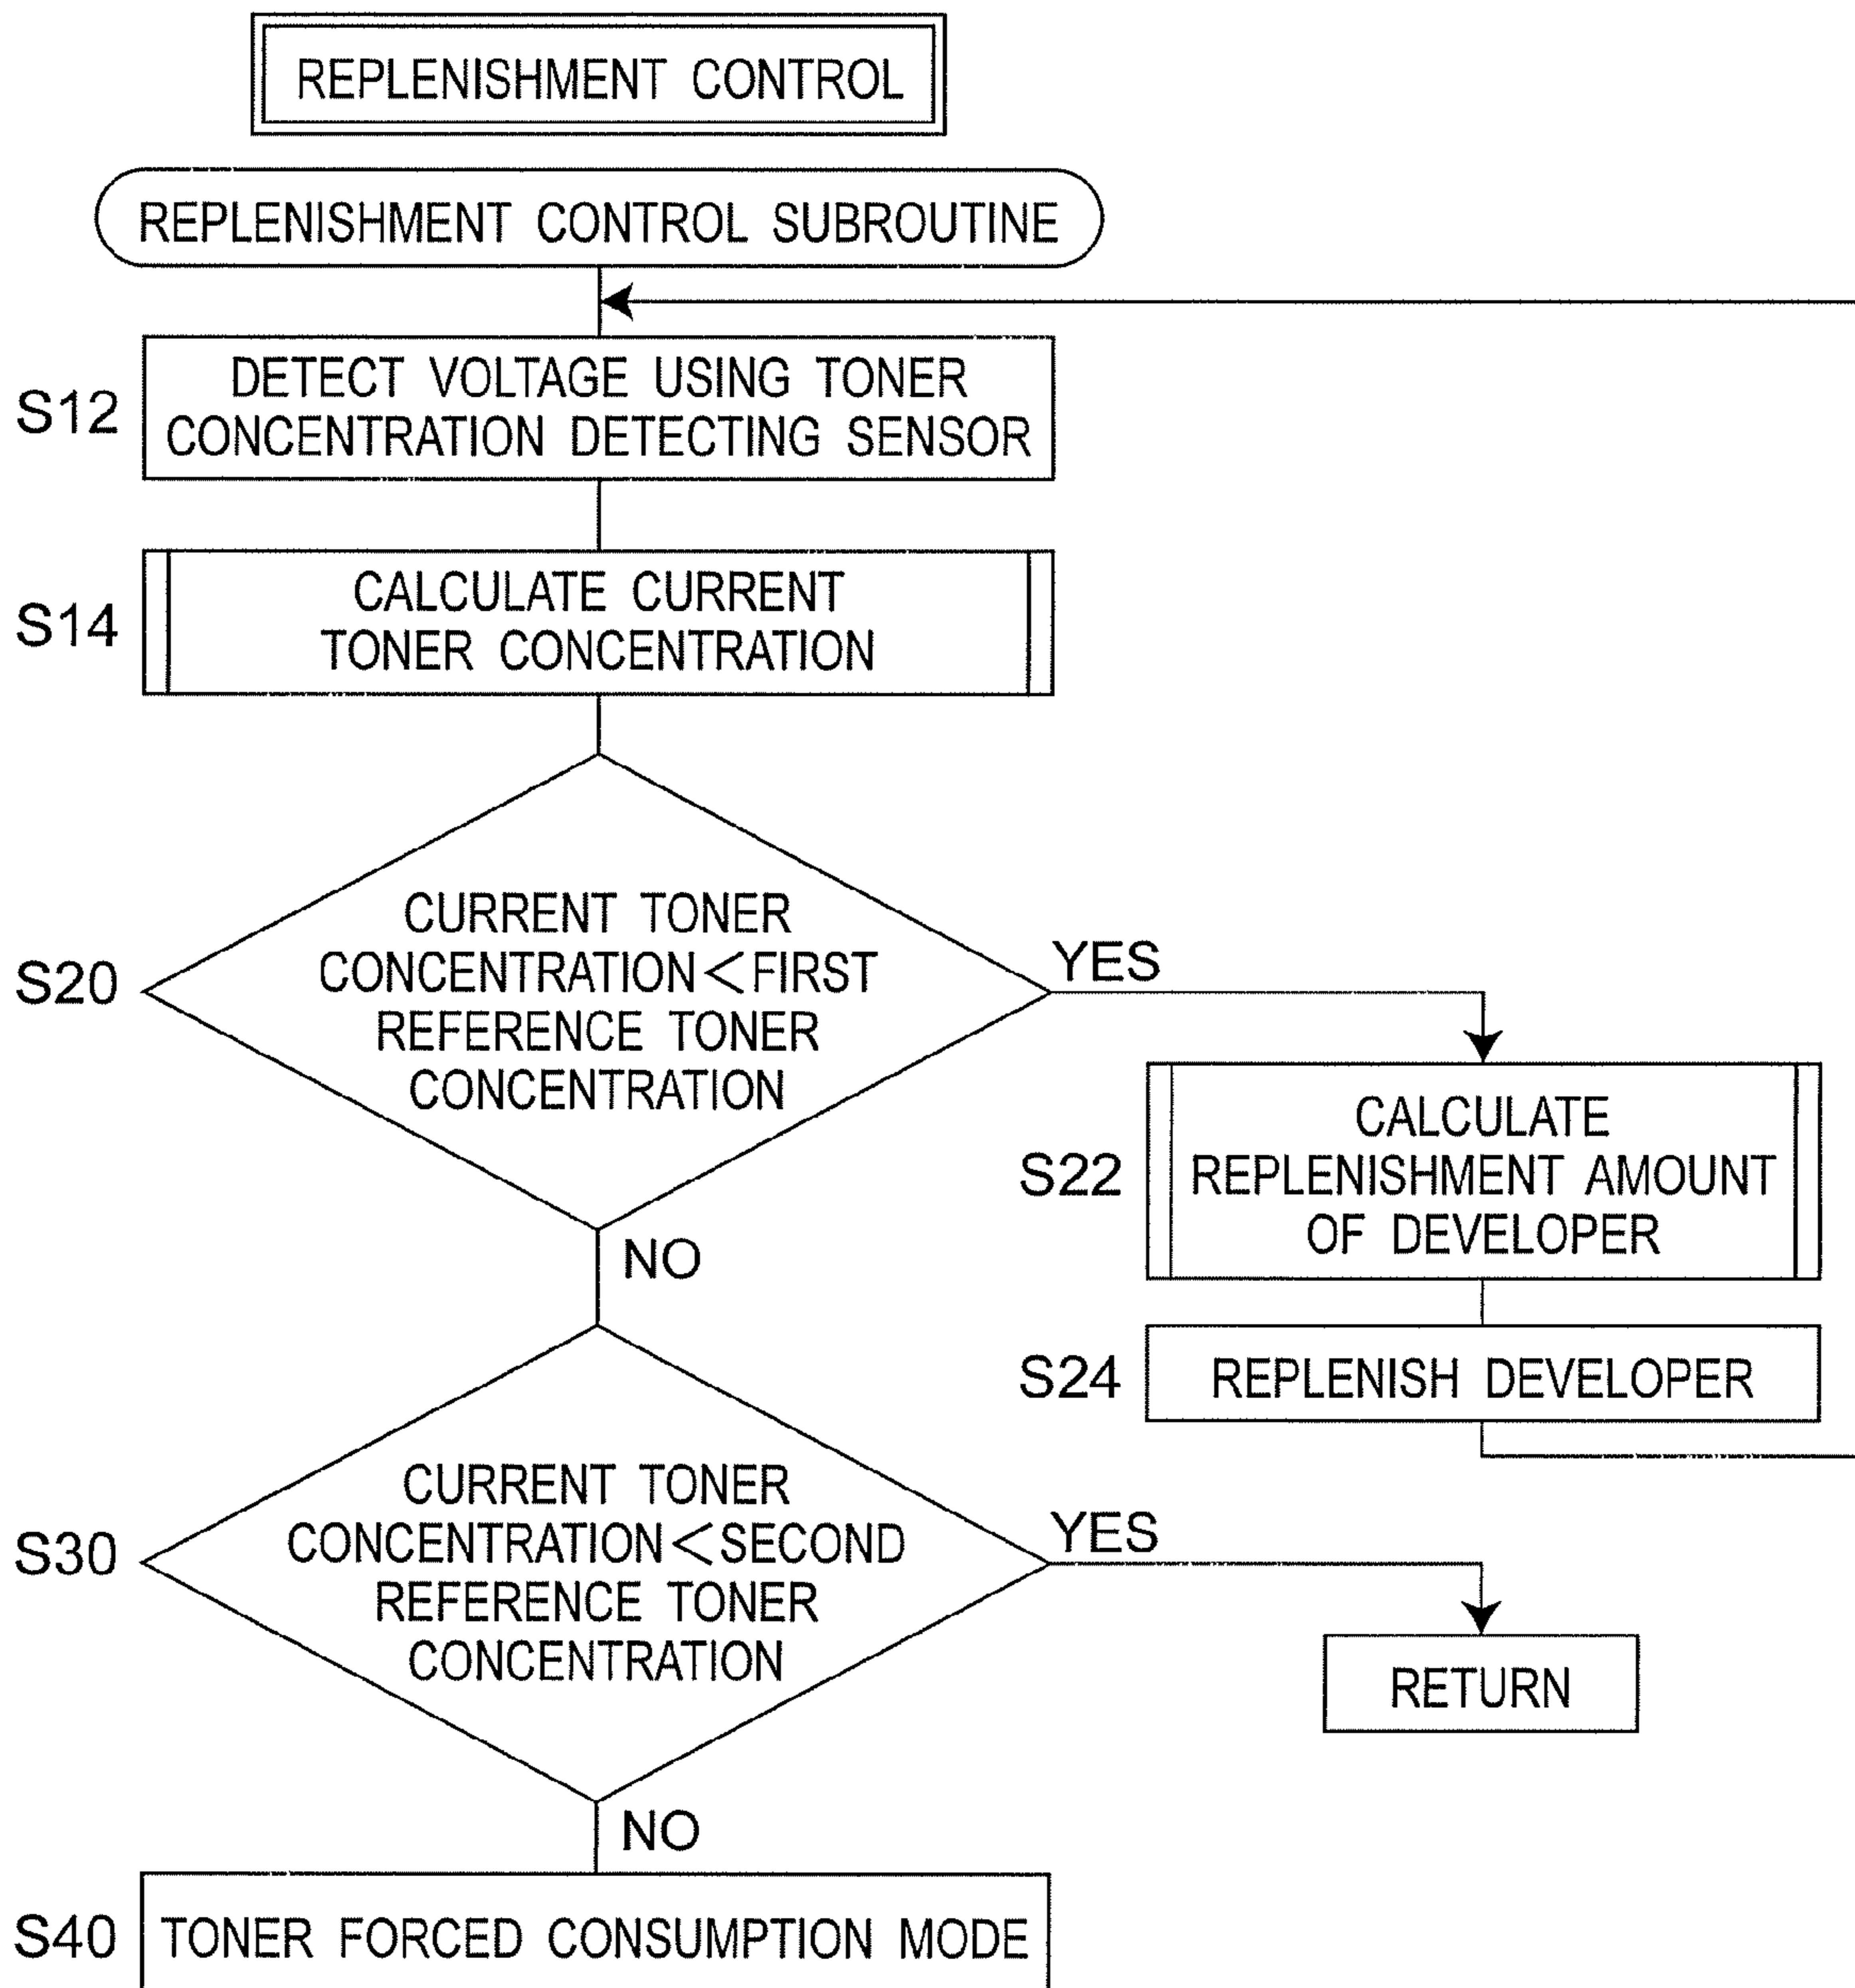 REPLENISHMENT CONTROL
REPLENISHMENT CONTROL SUBROUTINE
S12
DETECT VOLTAGE USING TONER
CONCENTRATION DETECTING SENSOR
S14
CALCULATE CURRENT
TONER CONCENTRATION
S20
CURRENT TONER
CONCENTRATION<FIRST
REFERENCE TONER
CONCENTRATION
YES
NO
S22
CALCULATE
REPLENISHMENT AMOUNT
OF DEVELOPER
S24
REPLENISH DEVELOPER
S30
CURRENT TONER
CONCENTRATION<SECOND
REFERENCE TONER
CONCENTRATION
YES
RETURN
NO
S40
TONER FORCED CONSUMPTION MODE